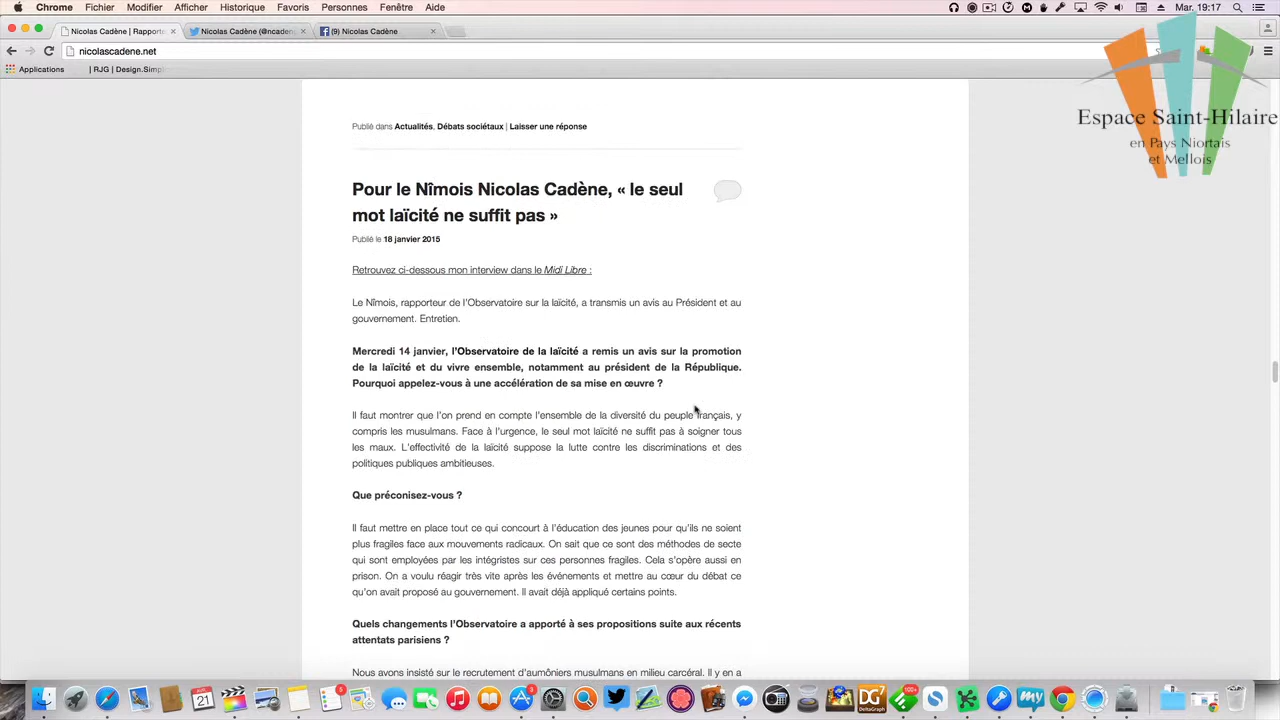 Chrome Fichier Modifier Afficher Historique Favoris Personnes Fenêtre Aide Mar. 19:17
Nicolas Cadène | Rapporte Nicolas Cadène (@ncaden (9) Nicolas Cadène
nicolascadene.net
Applications | RJG | Design.Simp
Espace Saint-Hilaire
en Pays Niortais
et Mellois
Publié dans Actualités, Débats sociétaux | Laisser une réponse
Pour le Nîmois Nicolas Cadène, « le seul
mot laïcité ne suffit pas »
Publié le 18 janvier 2015
Retrouvez ci-dessous mon interview dans le Midi Libre :
Le Nîmois, rapporteur de l'Observatoire sur la laïcité, a transmis un avis au Président et au
gouvernement. Entretien.
Mercredi 14 janvier, l'Observatoire de la laïcité a remis un avis sur la promotion
de la laïcité et du vivre ensemble, notamment au président de la République.
Pourquoi appelez-vous à une accélération de sa mise en œuvre ?
Il faut montrer que l'on prend en compte l'ensemble de la diversité du peuple français, y
compris les musulmans. Face à l'urgence, le seul mot laïcité ne suffit pas à soigner tous
les maux. L'effectivité de la laïcité suppose la lutte contre les discriminations et des
politiques publiques ambitieuses.
Que préconisez-vous ?
Il faut mettre en place tout ce qui concourt à l'éducation des jeunes pour qu'ils ne soient
plus fragiles face aux mouvements radicaux. On sait que ce sont des méthodes de secte
qui sont employées par les intégristes sur ces personnes fragiles. Cela s'opère aussi en
prison. On a voulu réagir très vite après les événements et mettre au cœur du débat ce
qu'on avait proposé au gouvernement. Il avait déjà appliqué certains points.
Quels changements l'Observatoire a apporté à ses propositions suite aux récents
attentats parisiens ?
Nous avons insisté sur le recrutement d'aumôniers musulmans en milieu carcéral. Il y en a
21 5 3 DG7 DELTAGRAPH 100+ my